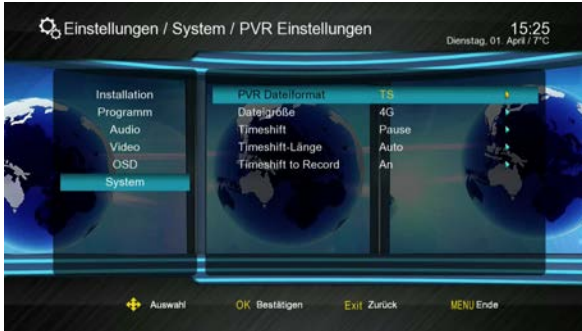 Einstellungen / System / PVR Einstellungen
15:25
Dienstag, 01. April / 7°C
Installation
Programm
Audio
Video
OSD
System
PVR Dateiformat TS
Dateigröße 4G
Timeshift Pause
Timeshift-Länge Auto
Timeshift to Record An
Auswahl OK Bestätigen Exit Zurück MENU Ende